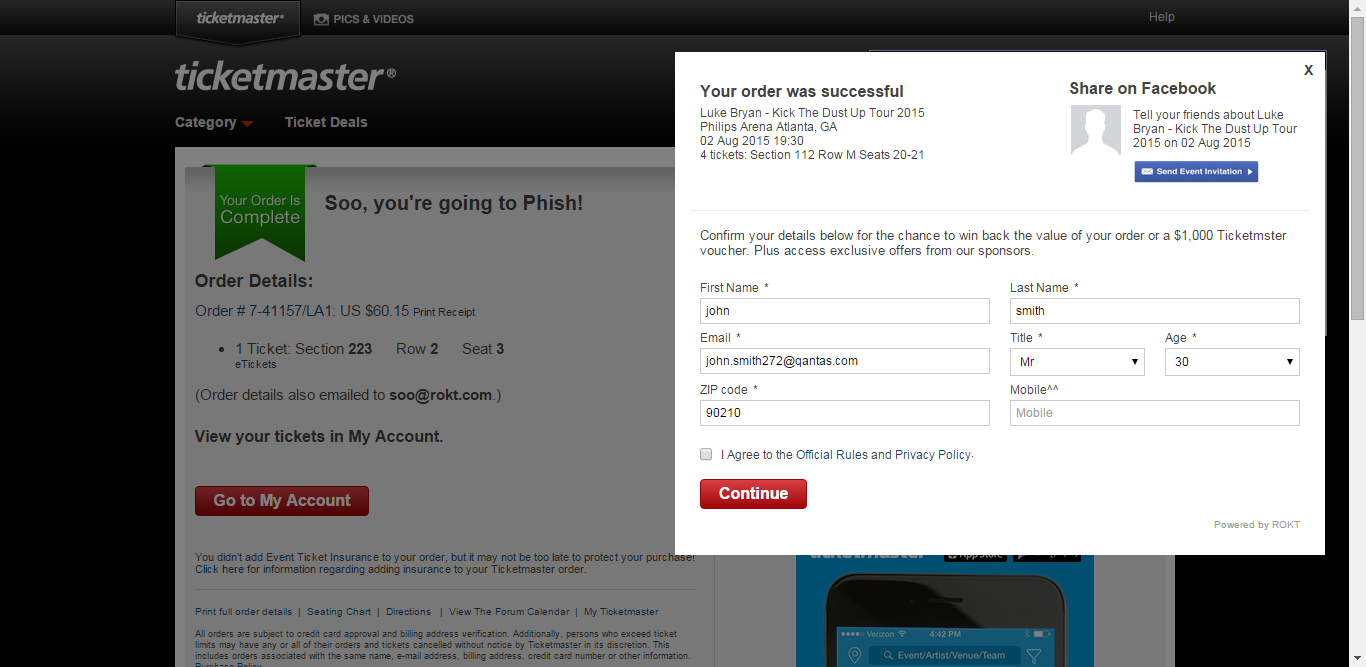 ticketmaster®
PICS & VIDEOS
Help
ticketmaster®
Category
Ticket Deals
Your Order Is
Complete
Soo, you're going to Phish!
Order Details:
Order # 7-41157/LA1: US $60.15 Print Receipt
1 Ticket: Section 223 Row 2 Seat 3
eTickets
(Order details also emailed to soo@rokt.com.)
View your tickets in My Account.
Go to My Account
You didn't add Event Ticket Insurance to your order, but it may not be too late to protect your purchase!
Click here for information regarding adding insurance to your Ticketmaster order.
Print full order details | Seating Chart | Directions | View The Forum Calendar | My Ticketmaster
All orders are subject to credit card approval and billing address verification. Additionally, persons who exceed ticket
limits may have any or all of their orders and tickets cancelled without notice by Ticketmaster in its discretion. This
includes orders associated with the same name, e-mail address, billing address, credit card number or other information.
Purchase Policy
X
Your order was successful
Luke Bryan - Kick The Dust Up Tour 2015
Philips Arena Atlanta, GA
02 Aug 2015 19:30
4 tickets: Section 112 Row M Seats 20-21
Share on Facebook
Tell your friends about Luke
Bryan - Kick The Dust Up Tour
2015 on 02 Aug 2015
Send Event Invitation
Confirm your details below for the chance to win back the value of your order or a $1,000 Ticketmster
voucher. Plus access exclusive offers from our sponsors.
First Name *
Last Name *
john
smith
Email *
Title *
Age *
john.smith272@qantas.com
Mr
30
ZIP code *
Mobile^^
90210
Mobile
I Agree to the Official Rules and Privacy Policy.
Continue
Powered by ROKT
ticketmaster
App Store
Verizon
4:42 PM
Event/Artist/Venue/Team